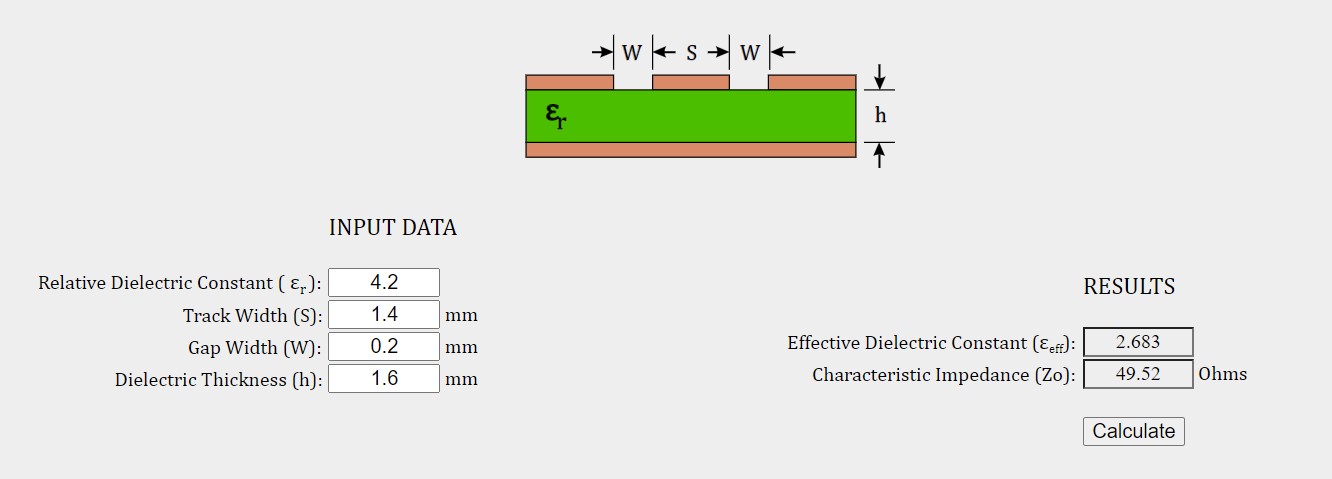 W S W
εr
h
INPUT DATA
Relative Dielectric Constant ( εr): 4.2
Track Width (S): 1.4 mm
Gap Width (W): 0.2 mm
Dielectric Thickness (h): 1.6 mm
RESULTS
Effective Dielectric Constant (εeff): 2.683
Characteristic Impedance (Zo): 49.52 Ohms
Calculate